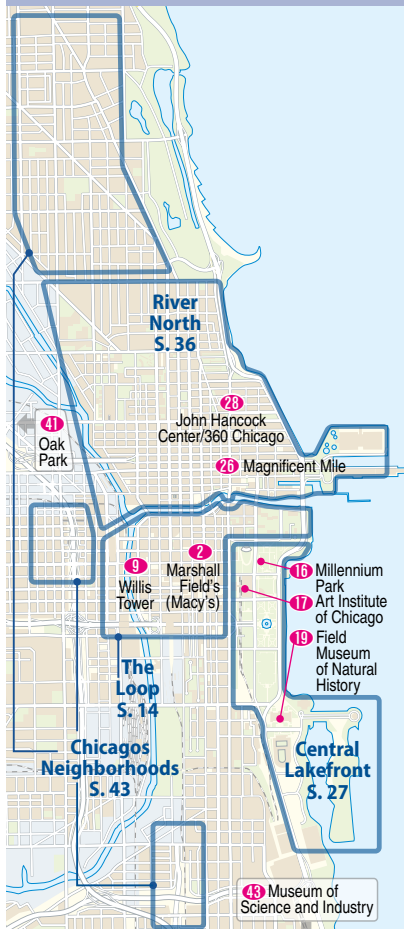 River
North
S. 36
28
John Hancock
Center/360 Chicago
41
Oak
Park
26 Magnificent Mile
9
Willis
Tower
2
Marshall
Field's
(Macy's)
16 Millennium
Park
17 Art Institute
of Chicago
19 Field
Museum
of Natural
History
The
Loop
S. 14
Chicagos
Neighborhoods
S. 43
Central
Lakefront
S. 27
43 Museum of
Science and Industry